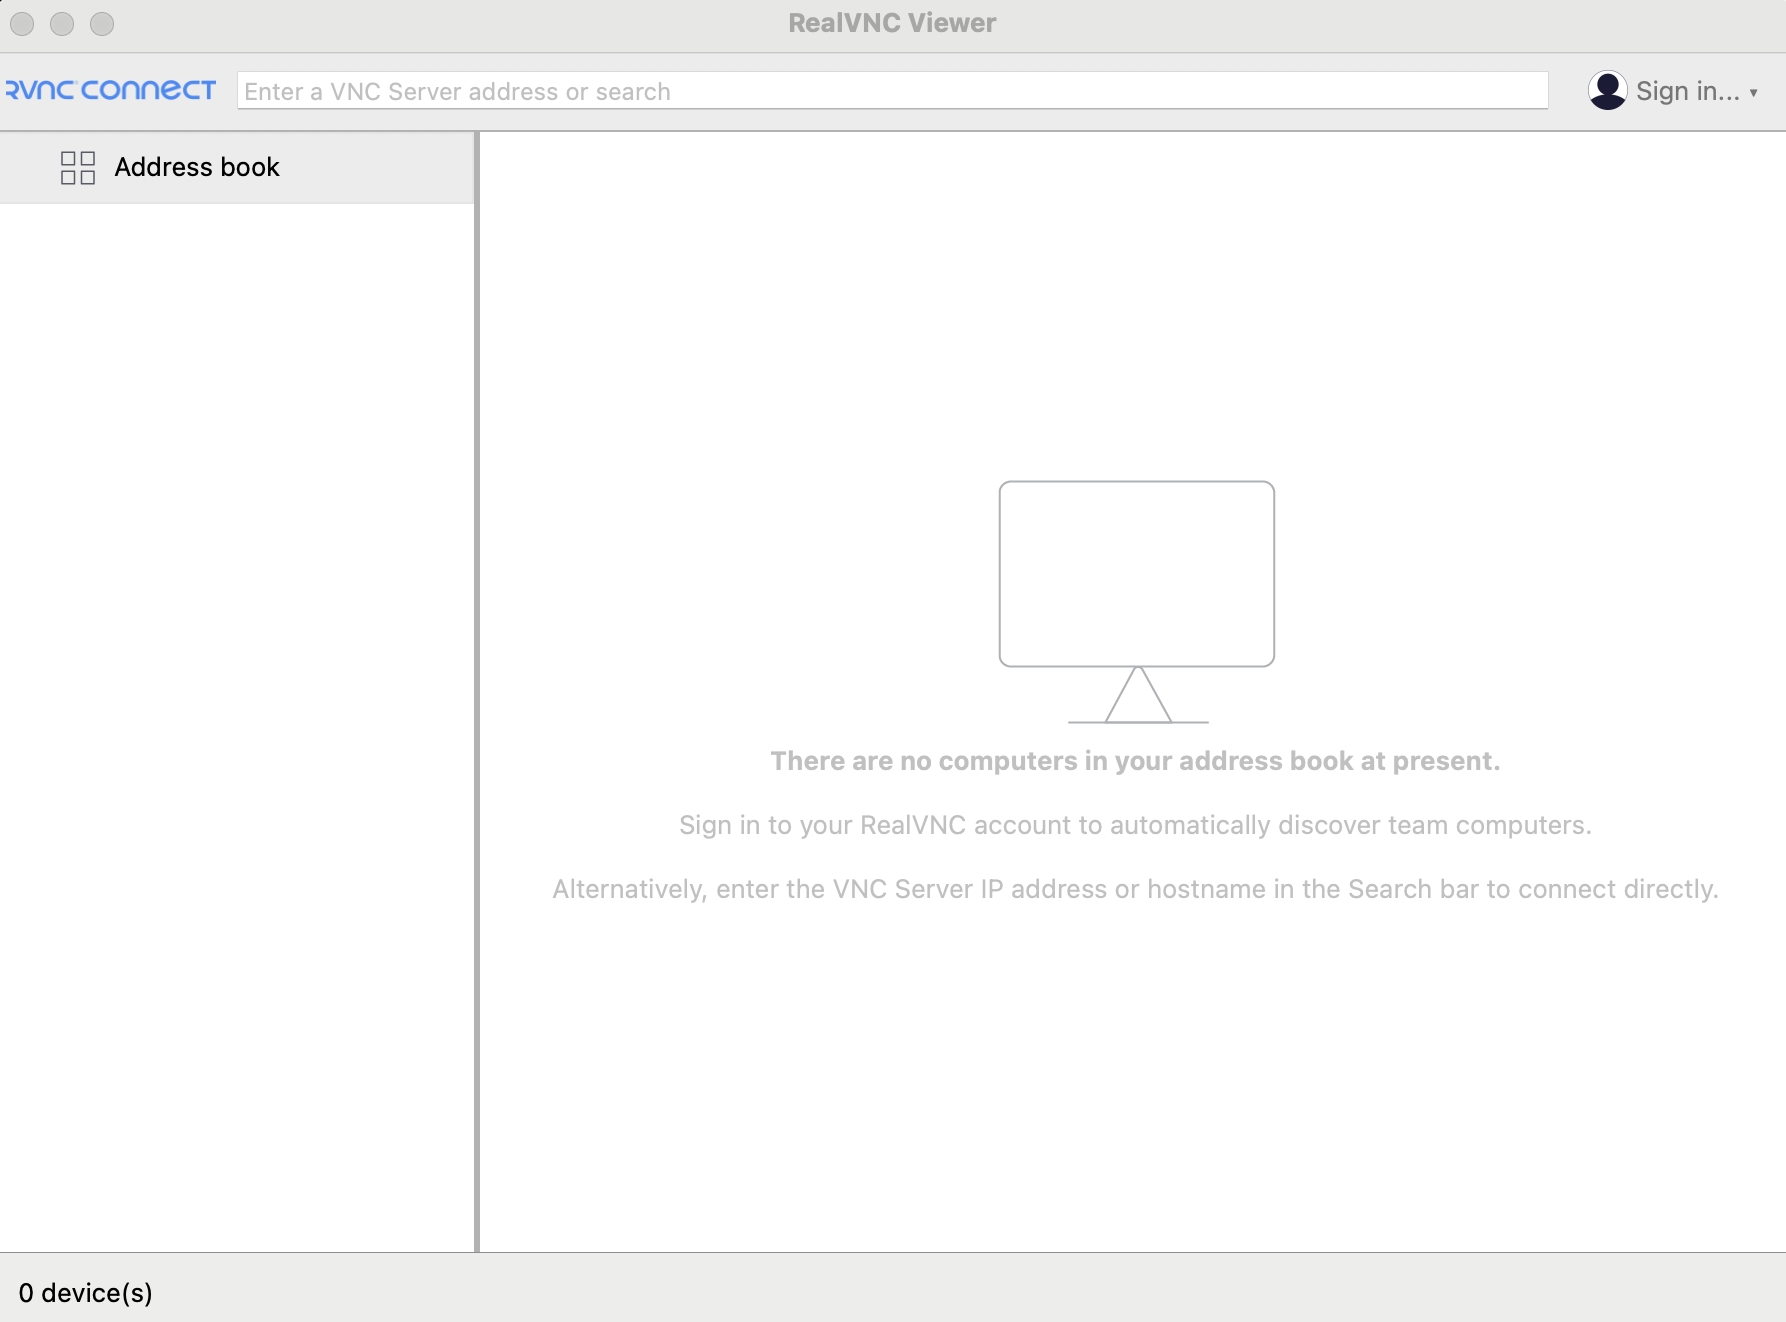 RealVNC Viewer
RVNC CONNECT
Enter a VNC Server address or search
Sign in...
Address book
There are no computers in your address book at present.
Sign in to your RealVNC account to automatically discover team computers.
Alternatively, enter the VNC Server IP address or hostname in the Search bar to connect directly.
0 device(s)